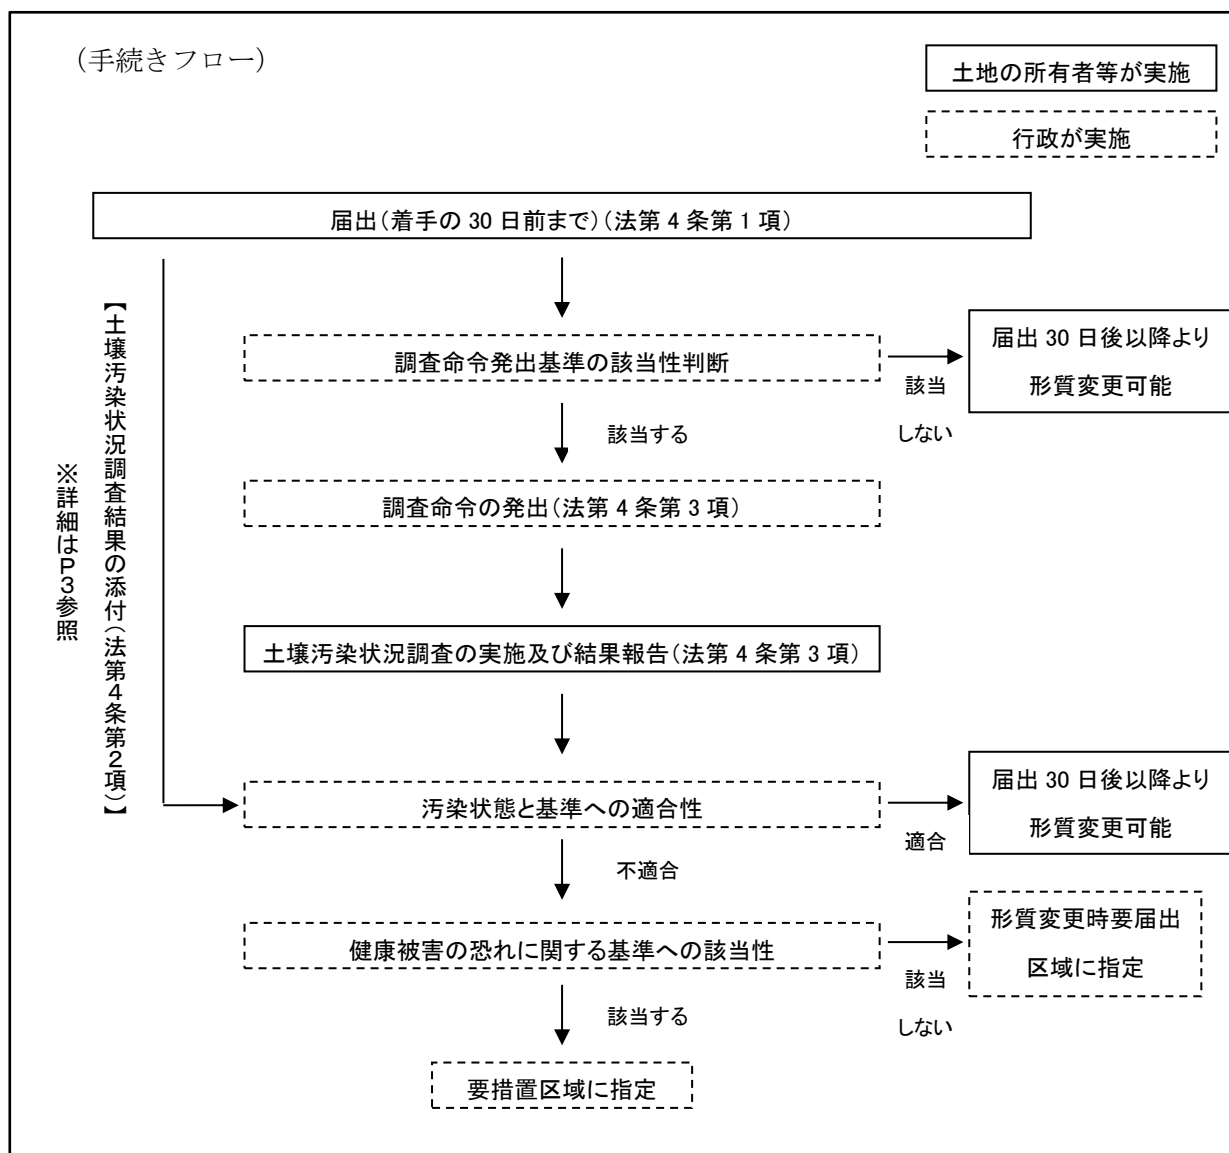 (手続きフロー)
土地の所有者等が実施
行政が実施
届出(着手の 30 日前まで)(法第 4 条第 1 項)
【土壌汚染状況調査結果の添付(法第4条第2項)】
※詳細はP3参照
調査命令発出基準の該当性判断
該当
しない
届出 30 日後以降より
形質変更可能
該当する
調査命令の発出(法第 4 条第 3 項)
土壌汚染状況調査の実施及び結果報告(法第 4 条第 3 項)
汚染状態と基準への適合性
適合
届出 30 日後以降より
形質変更可能
不適合
健康被害の恐れに関する基準への該当性
該当
しない
形質変更時要届出
区域に指定
該当する
要措置区域に指定